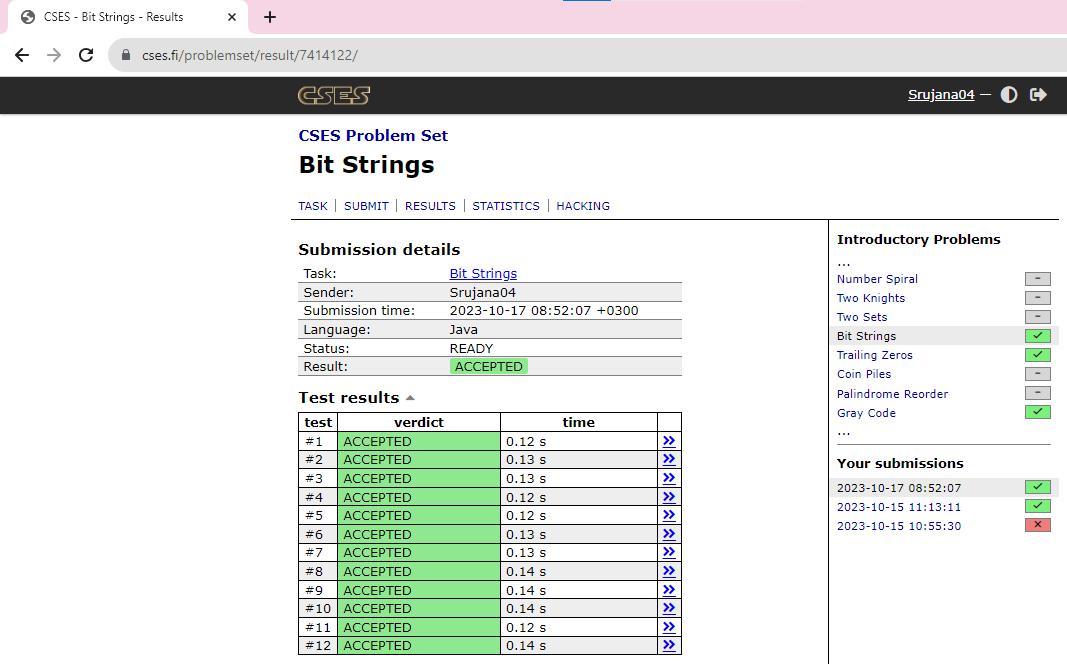 CSES - Bit Strings - Results
cses.fi/problemset/result/7414122/
CSES
Srujana04 —
CSES Problem Set
Bit Strings
TASK | SUBMIT | RESULTS | STATISTICS | HACKING
Submission details
Task: Bit Strings
Sender: Srujana04
Submission time: 2023-10-17 08:52:07 +0300
Language: Java
Status: READY
Result: ACCEPTED
Test results
test verdict time
#1 ACCEPTED 0.12 s »
#2 ACCEPTED 0.13 s »
#3 ACCEPTED 0.13 s »
#4 ACCEPTED 0.12 s »
#5 ACCEPTED 0.12 s »
#6 ACCEPTED 0.13 s »
#7 ACCEPTED 0.13 s »
#8 ACCEPTED 0.14 s »
#9 ACCEPTED 0.14 s »
#10 ACCEPTED 0.14 s »
#11 ACCEPTED 0.12 s »
#12 ACCEPTED 0.14 s »
Introductory Problems
...
Number Spiral -
Two Knights -
Two Sets -
Bit Strings ✓
Trailing Zeros ✓
Coin Piles -
Palindrome Reorder -
Gray Code ✓
...
Your submissions
2023-10-17 08:52:07 ✓
2023-10-15 11:13:11 ✓
2023-10-15 10:55:30 ×